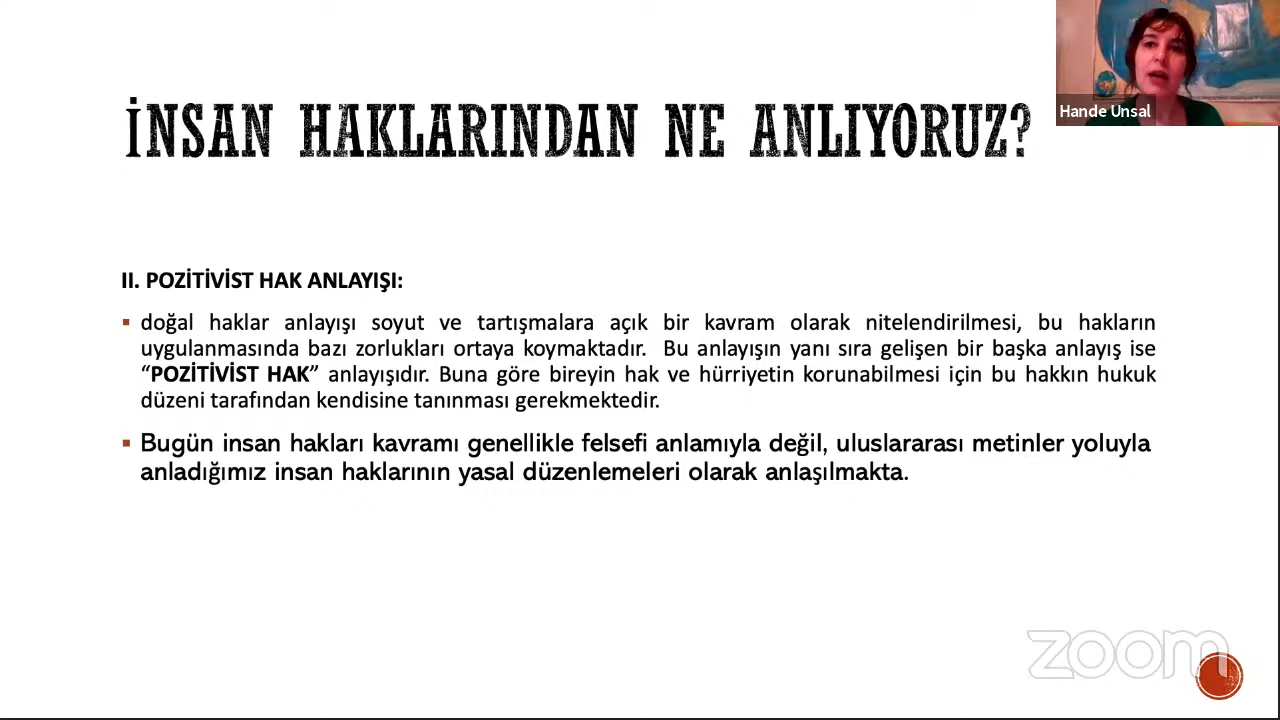 Hande Unsal
İNSAN HAKLARINDAN NE ANLIYORUZ?
II. POZİTİVİST HAK ANLAYIŞI:
▪ doğal haklar anlayışı soyut ve tartışmalara açık bir kavram olarak nitelendirilmesi, bu hakların
uygulanmasında bazı zorlukları ortaya koymaktadır. Bu anlayışın yanı sıra gelişen bir başka anlayış ise
“POZİTİVİST HAK” anlayışıdır. Buna göre bireyin hak ve hürriyetin korunabilmesi için bu hakkın hukuk
düzeni tarafından kendisine tanınması gerekmektedir.
▪ Bugün insan hakları kavramı genellikle felsefi anlamıyla değil, uluslararası metinler yoluyla
anladığımız insan haklarının yasal düzenlemeleri olarak anlaşılmakta.
zoom